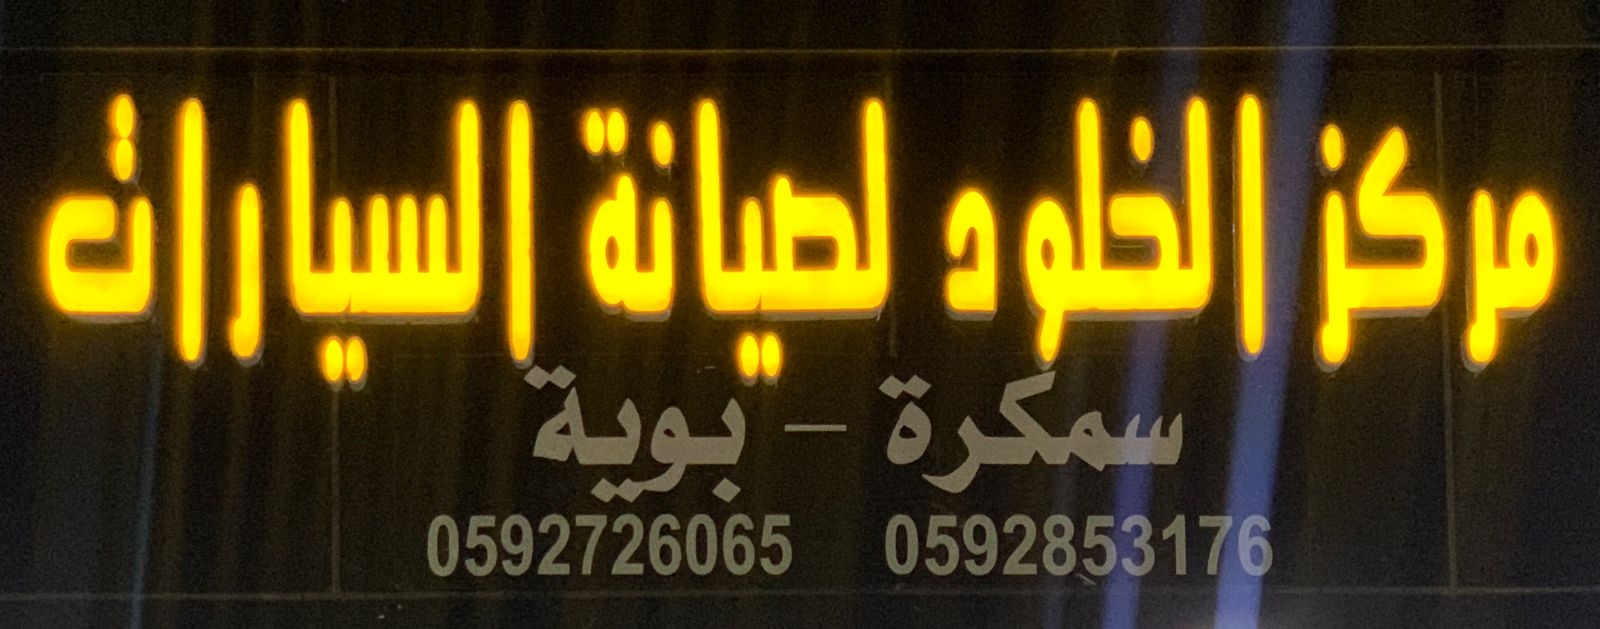 مركز الخلود لصيانة السيارات
سمكرة - بوية
0592726065 0592853176